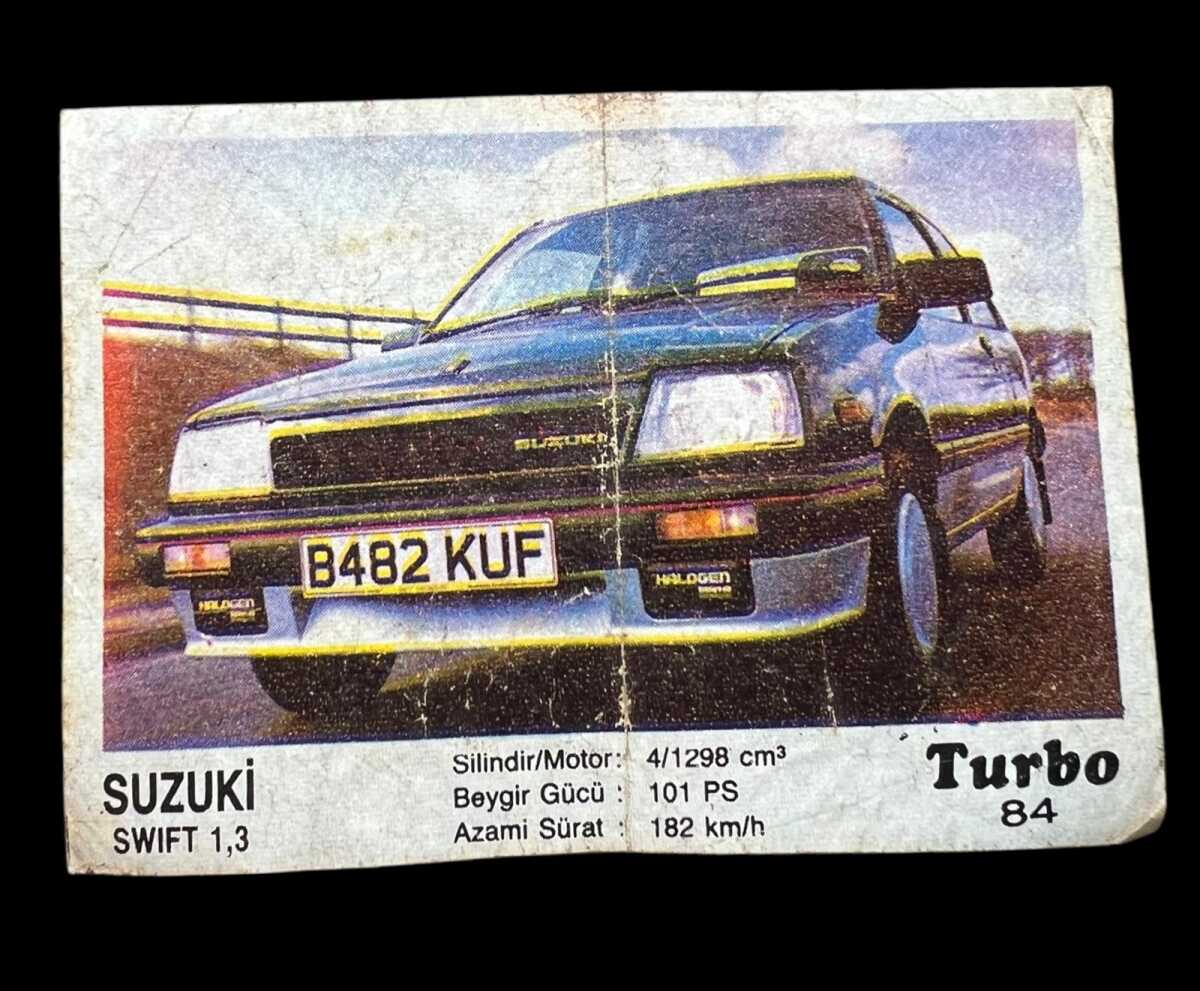 SUZUKI
B482 KUF
HALOGEN
HALOGEN
SUZUKİ
SWIFT 1,3
Silindir/Motor: 4/1298 cm³
Beygir Gücü : 101 PS
Azami Sürat : 182 km/h
Turbo
84